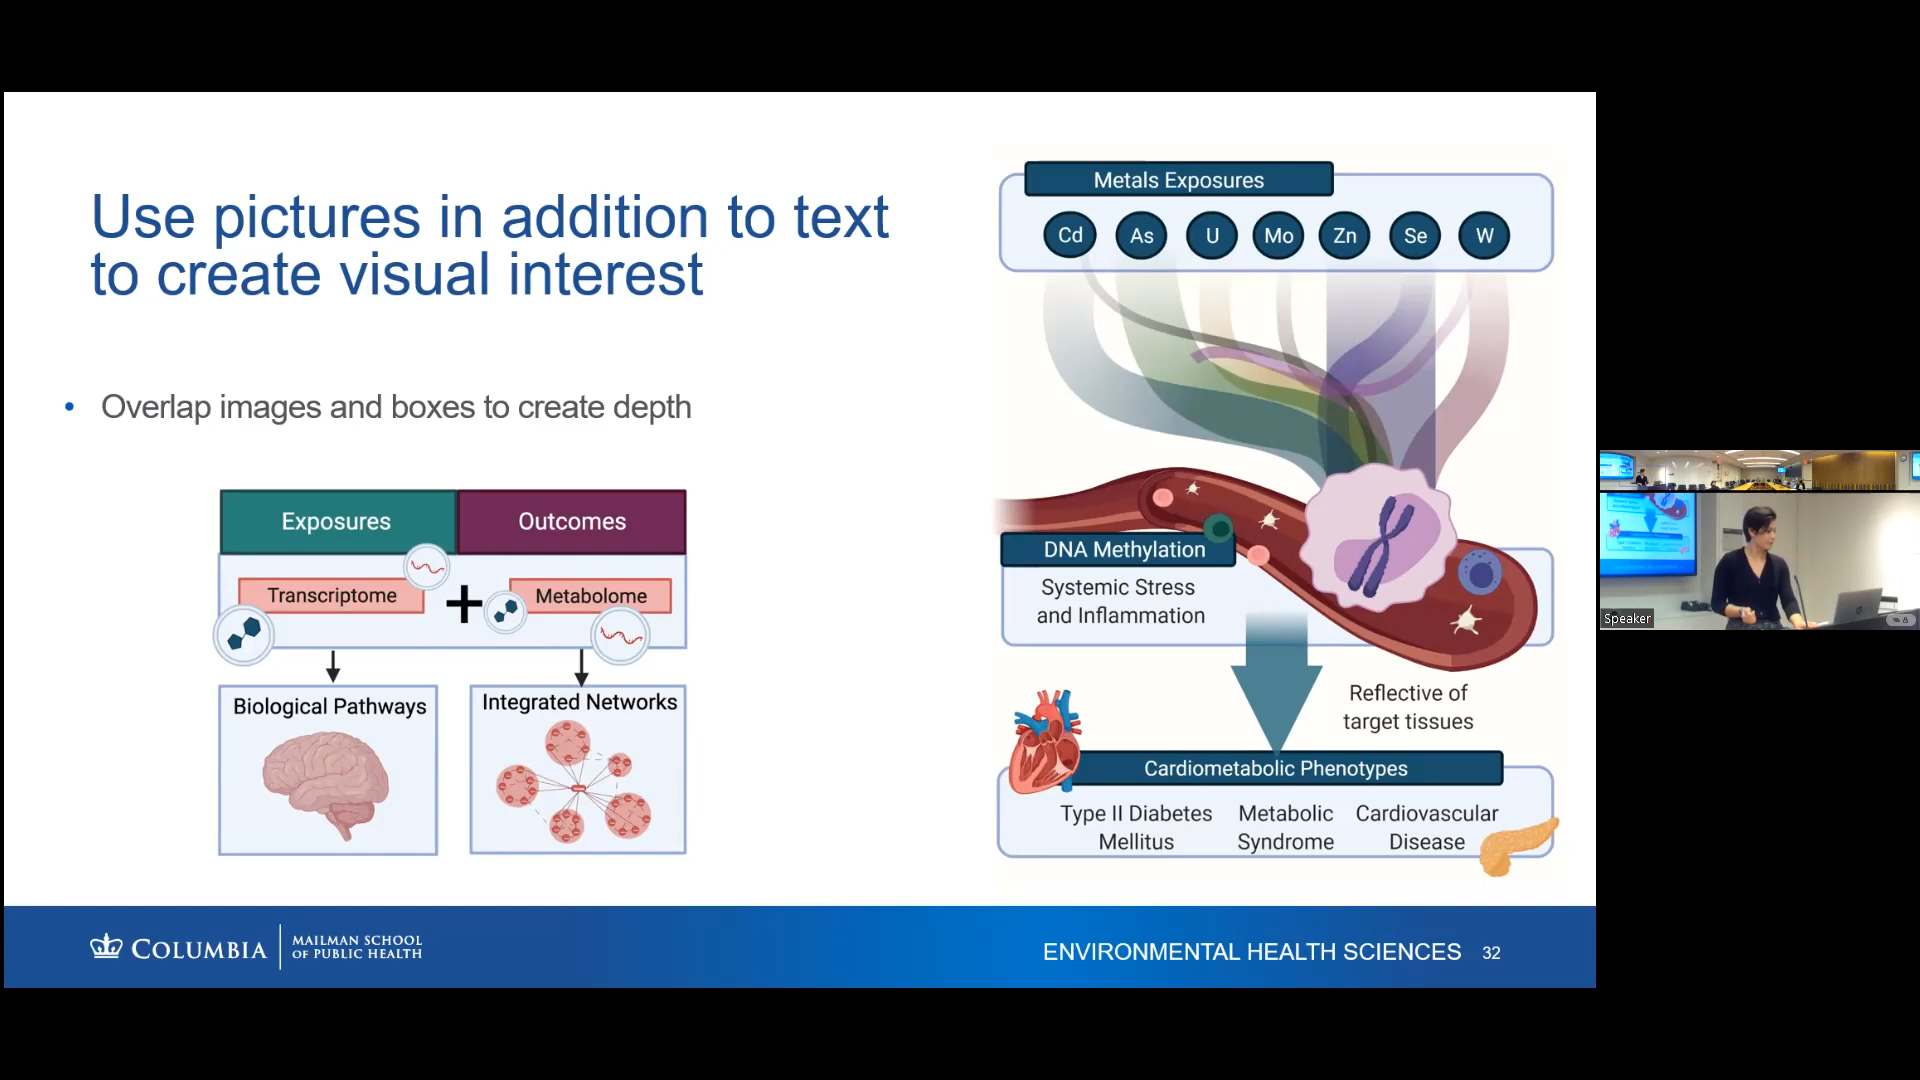 Use pictures in addition to text
to create visual interest
• Overlap images and boxes to create depth
Exposures
Outcomes
Transcriptome
+
Metabolome
Biological Pathways
Integrated Networks
Metals Exposures
Cd
As
U
Mo
Zn
Se
W
DNA Methylation
Systemic Stress
and Inflammation
Reflective of
target tissues
Cardiometabolic Phenotypes
Type II Diabetes
Mellitus
Metabolic
Syndrome
Cardiovascular
Disease
COLUMBIA
MAILMAN SCHOOL
OF PUBLIC HEALTH
ENVIRONMENTAL HEALTH SCIENCES 32
Speaker